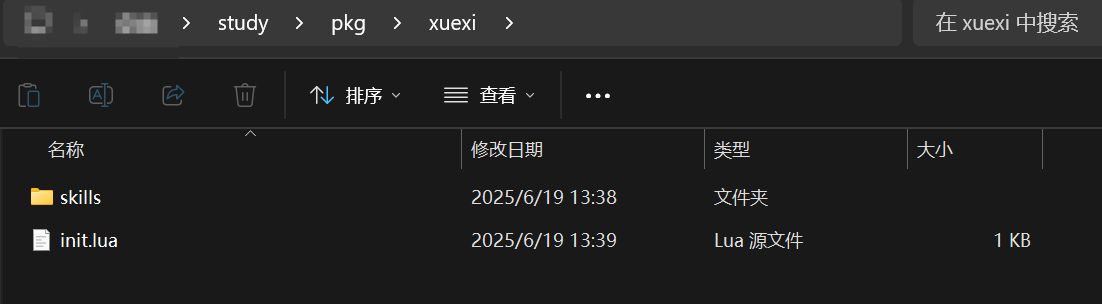 study > pkg > xuexi >
在 xuexi 中搜索
排序 查看
名称 修改日期 类型 大小
skills 2025/6/19 13:38 文件夹
init.lua 2025/6/19 13:39 Lua 源文件 1 KB